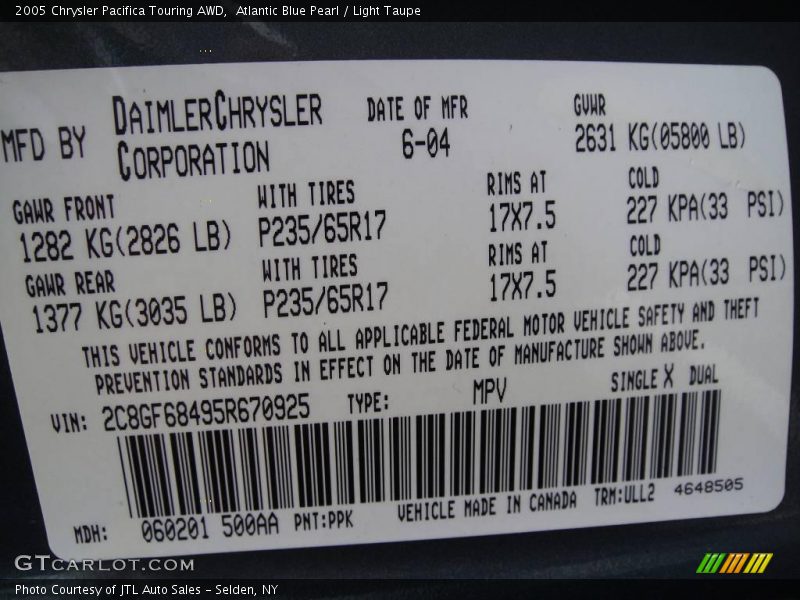 2005 Chrysler Pacifica Touring AWD,  Atlantic Blue Pearl / Light Taupe
MFD BY DAIMLERCHRYSLER CORPORATION DATE OF MFR 6-04 GVWR 2631 KG(05800 LB)
GAWR FRONT WITH TIRES RIMS AT COLD
1282 KG(2826 LB) P235/65R17 17X7.5 227 KPA(33 PSI)
GAWR REAR WITH TIRES RIMS AT COLD
1377 KG(3035 LB) P235/65R17 17X7.5 227 KPA(33 PSI)
THIS VEHICLE CONFORMS TO ALL APPLICABLE FEDERAL MOTOR VEHICLE SAFETY AND THEFT
PREVENTION STANDARDS IN EFFECT ON THE DATE OF MANUFACTURE SHOWN ABOVE.
VIN: 2C8GF68495R670925 TYPE: MPV SINGLE X DUAL
MDH: 060201 500AA PNT:PPK VEHICLE MADE IN CANADA TRM:ULL2 4648505
GTCARLOT.COM
Photo Courtesy of JTL Auto Sales - Selden, NY